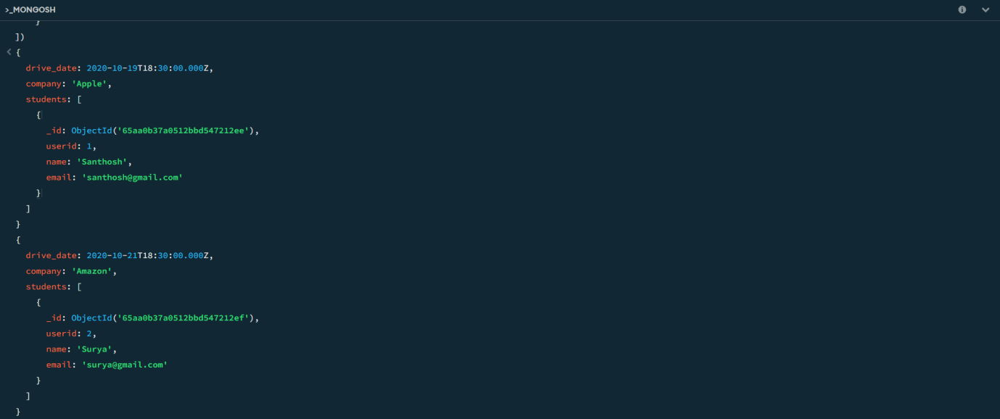 >_MONGOSH
}
])
< {
drive_date: 2020-10-19T18:30:00.000Z,
company: 'Apple',
students: [
{
_id: ObjectId('65aa0b37a0512bbd547212ee'),
userid: 1,
name: 'Santhosh',
email: 'santhosh@gmail.com'
}
]
}
{
drive_date: 2020-10-21T18:30:00.000Z,
company: 'Amazon',
students: [
{
_id: ObjectId('65aa0b37a0512bbd547212ef'),
userid: 2,
name: 'Surya',
email: 'surya@gmail.com'
}
]
}